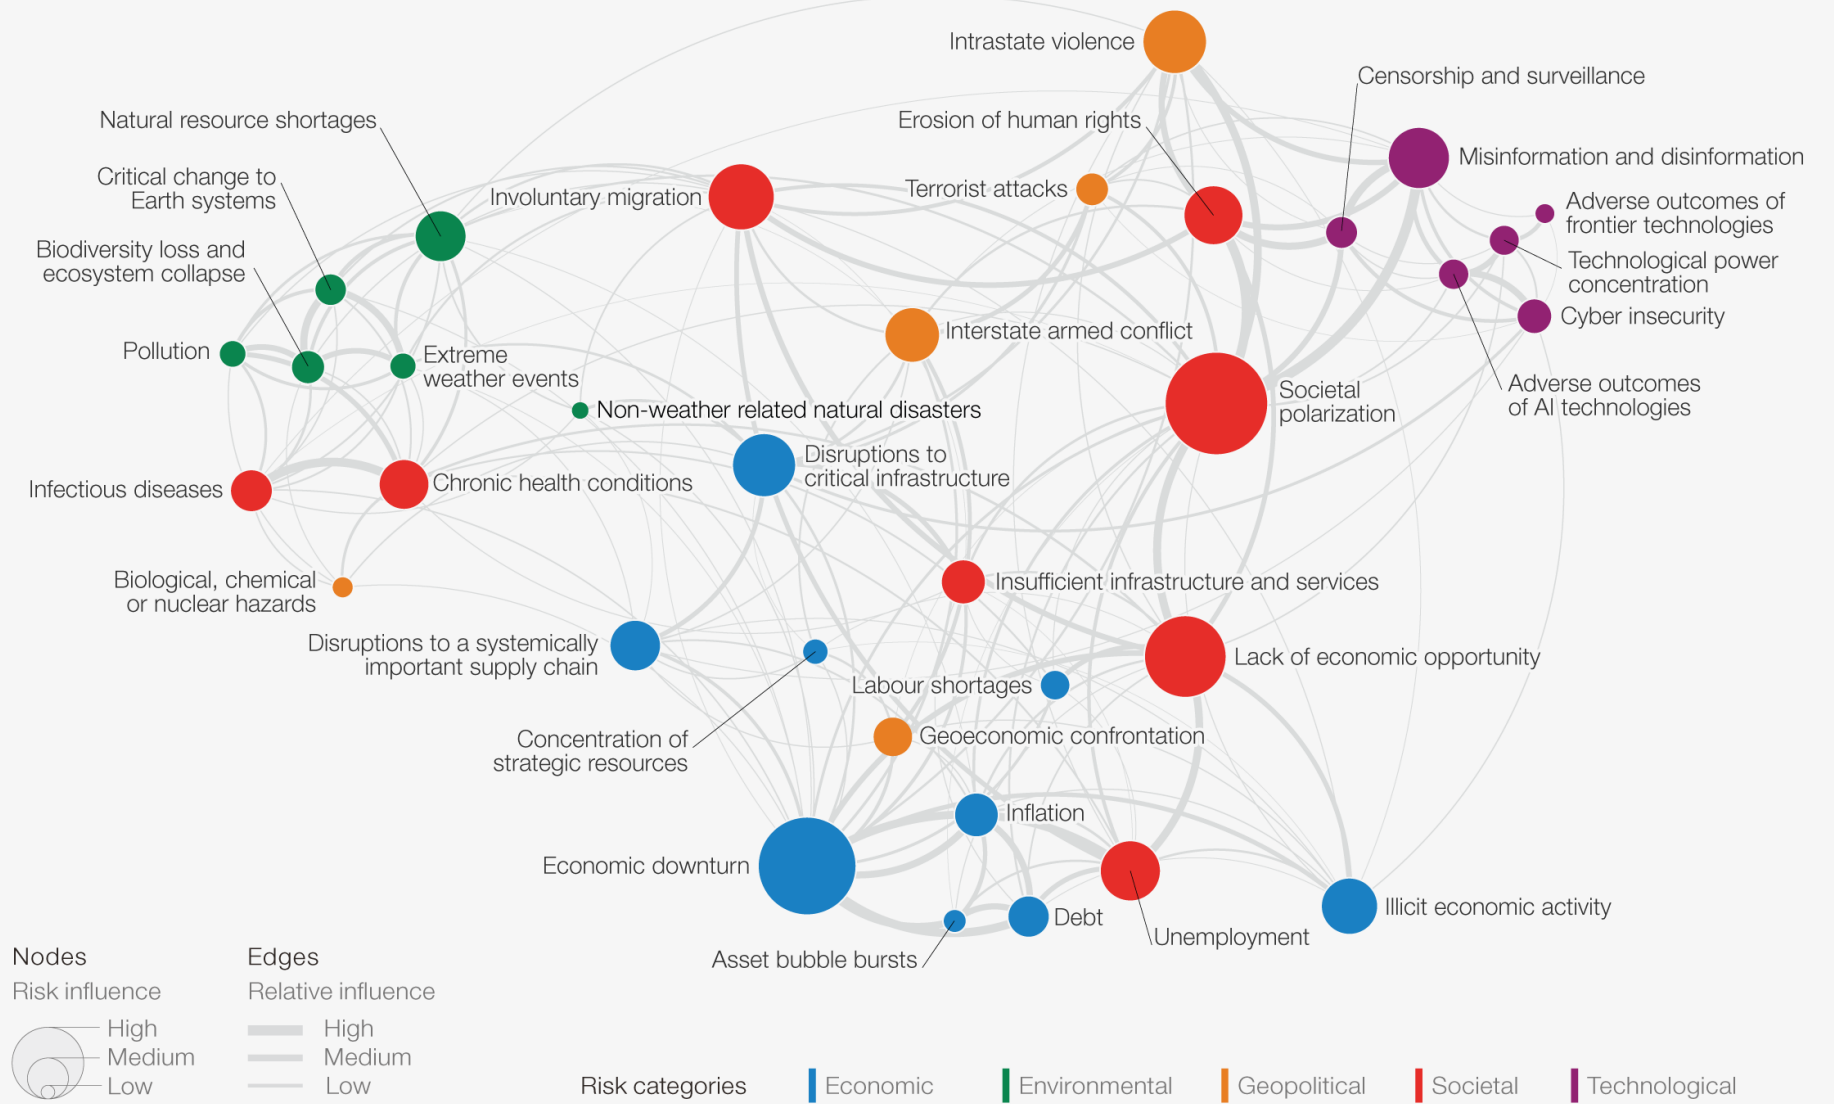 Intrastate violence
Censorship and surveillance
Natural resource shortages
Erosion of human rights
Misinformation and disinformation
Critical change to
Earth systems
Involuntary migration
Terrorist attacks
Adverse outcomes of
frontier technologies
Biodiversity loss and
ecosystem collapse
Technological power
concentration
Cyber insecurity
Interstate armed conflict
Pollution
Extreme
weather events
Societal
polarization
Adverse outcomes
of AI technologies
Non-weather related natural disasters
Disruptions to
critical infrastructure
Infectious diseases
Chronic health conditions
Biological, chemical
or nuclear hazards
Insufficient infrastructure and services
Disruptions to a systemically
important supply chain
Lack of economic opportunity
Labour shortages
Concentration of
strategic resources
Geoeconomic confrontation
Inflation
Economic downturn
Debt
Illicit economic activity
Unemployment
Asset bubble bursts
Nodes
Risk influence
High
Medium
Low
Edges
Relative influence
High
Medium
Low
Risk categories
Economic
Environmental
Geopolitical
Societal
Technological